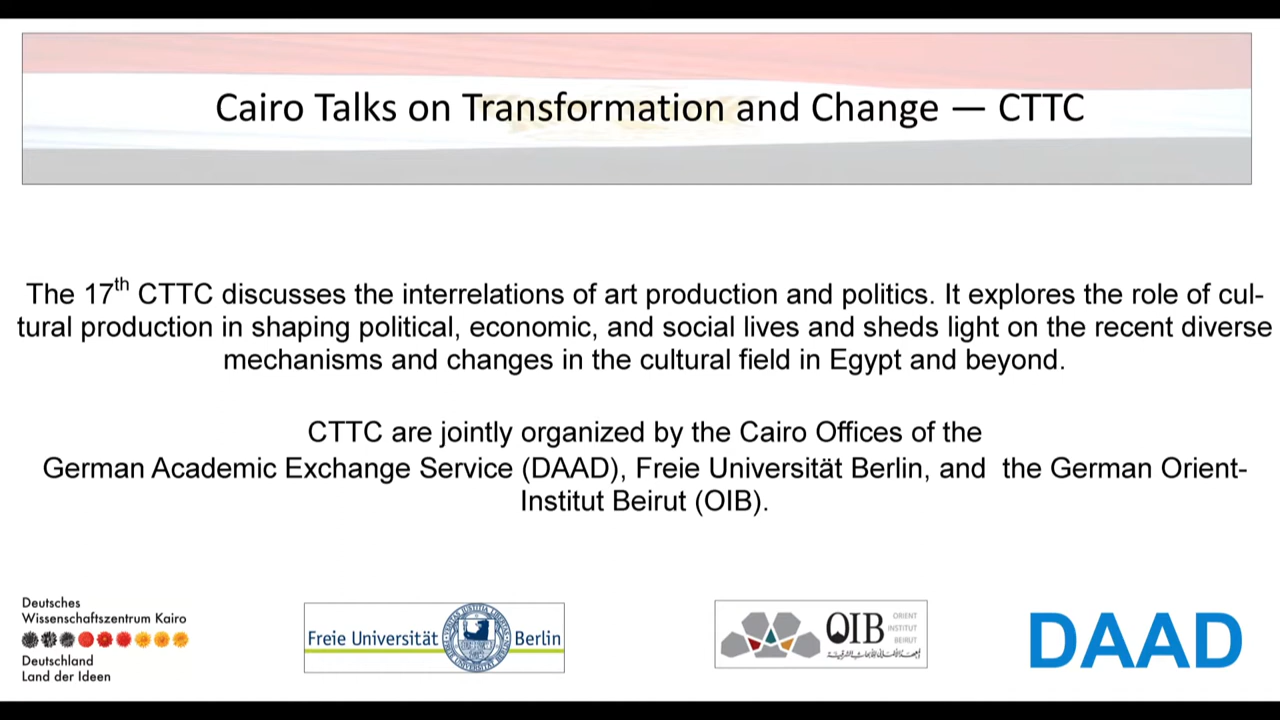 Cairo Talks on Transformation and Change — CTTC
The 17th CTTC discusses the interrelations of art production and politics. It explores the role of cul-
tural production in shaping political, economic, and social lives and sheds light on the recent diverse
mechanisms and changes in the cultural field in Egypt and beyond.
CTTC are jointly organized by the Cairo Offices of the
German Academic Exchange Service (DAAD), Freie Universität Berlin, and the German Orient-
Institut Beirut (OIB).
Deutsches
Wissenschaftszentrum Kairo
Deutschland
Land der Ideen
Freie Universität Berlin
OIB
ORIENT
INSTITUT
BEIRUT
DAAD